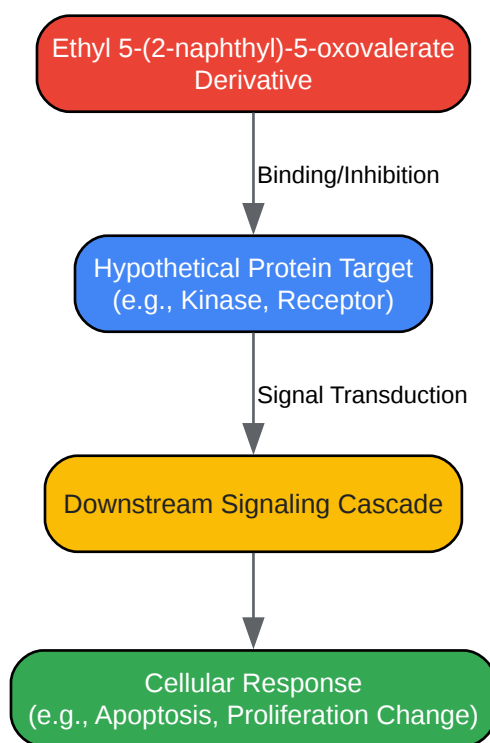 Ethyl 5-(2-naphthyl)-5-oxovalerate
Derivative
Binding/Inhibition
Hypothetical Protein Target
(e.g., Kinase, Receptor)
Signal Transduction
Downstream Signaling Cascade
Cellular Response
(e.g., Apoptosis, Proliferation Change)